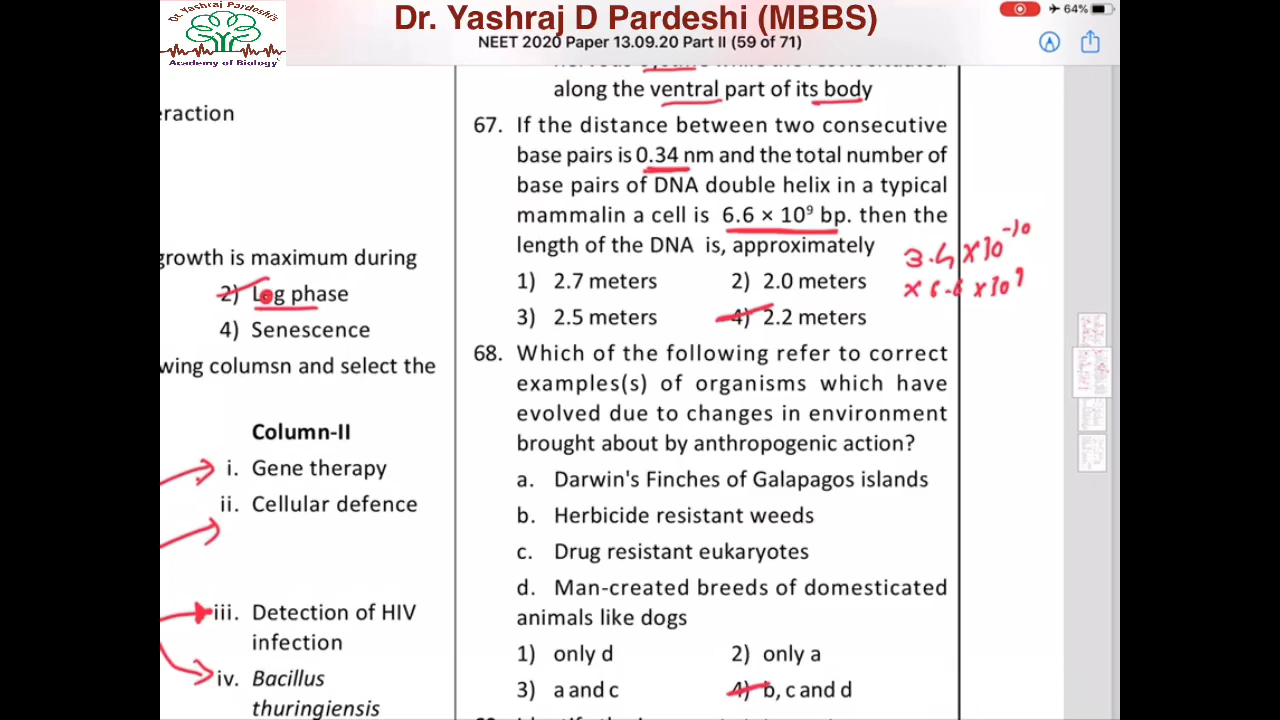 Dr. Yashraj Pardeshi's
Academy of Biology
Dr. Yashraj D Pardeshi (MBBS)
NEET 2020 Paper 13.09.20 Part II (59 of 71)
64%
eraction
growth is maximum during
2) Log phase
4) Senescence
wing columsn and select the
Column-II
i. Gene therapy
ii. Cellular defence
iii. Detection of HIV
infection
iv. Bacillus
thuringiensis
along the ventral part of its body
67. If the distance between two consecutive
base pairs is 0.34 nm and the total number of
base pairs of DNA double helix in a typical
mammalin a cell is 6.6 × 10⁹ bp. then the
length of the DNA is, approximately
1) 2.7 meters 2) 2.0 meters
3) 2.5 meters 4) 2.2 meters
3.4 × 10⁻¹⁰
× 6.6 × 10⁹
68. Which of the following refer to correct
examples(s) of organisms which have
evolved due to changes in environment
brought about by anthropogenic action?
a. Darwin's Finches of Galapagos islands
b. Herbicide resistant weeds
c. Drug resistant eukaryotes
d. Man-created breeds of domesticated
animals like dogs
1) only d 2) only a
3) a and c 4) b, c and d